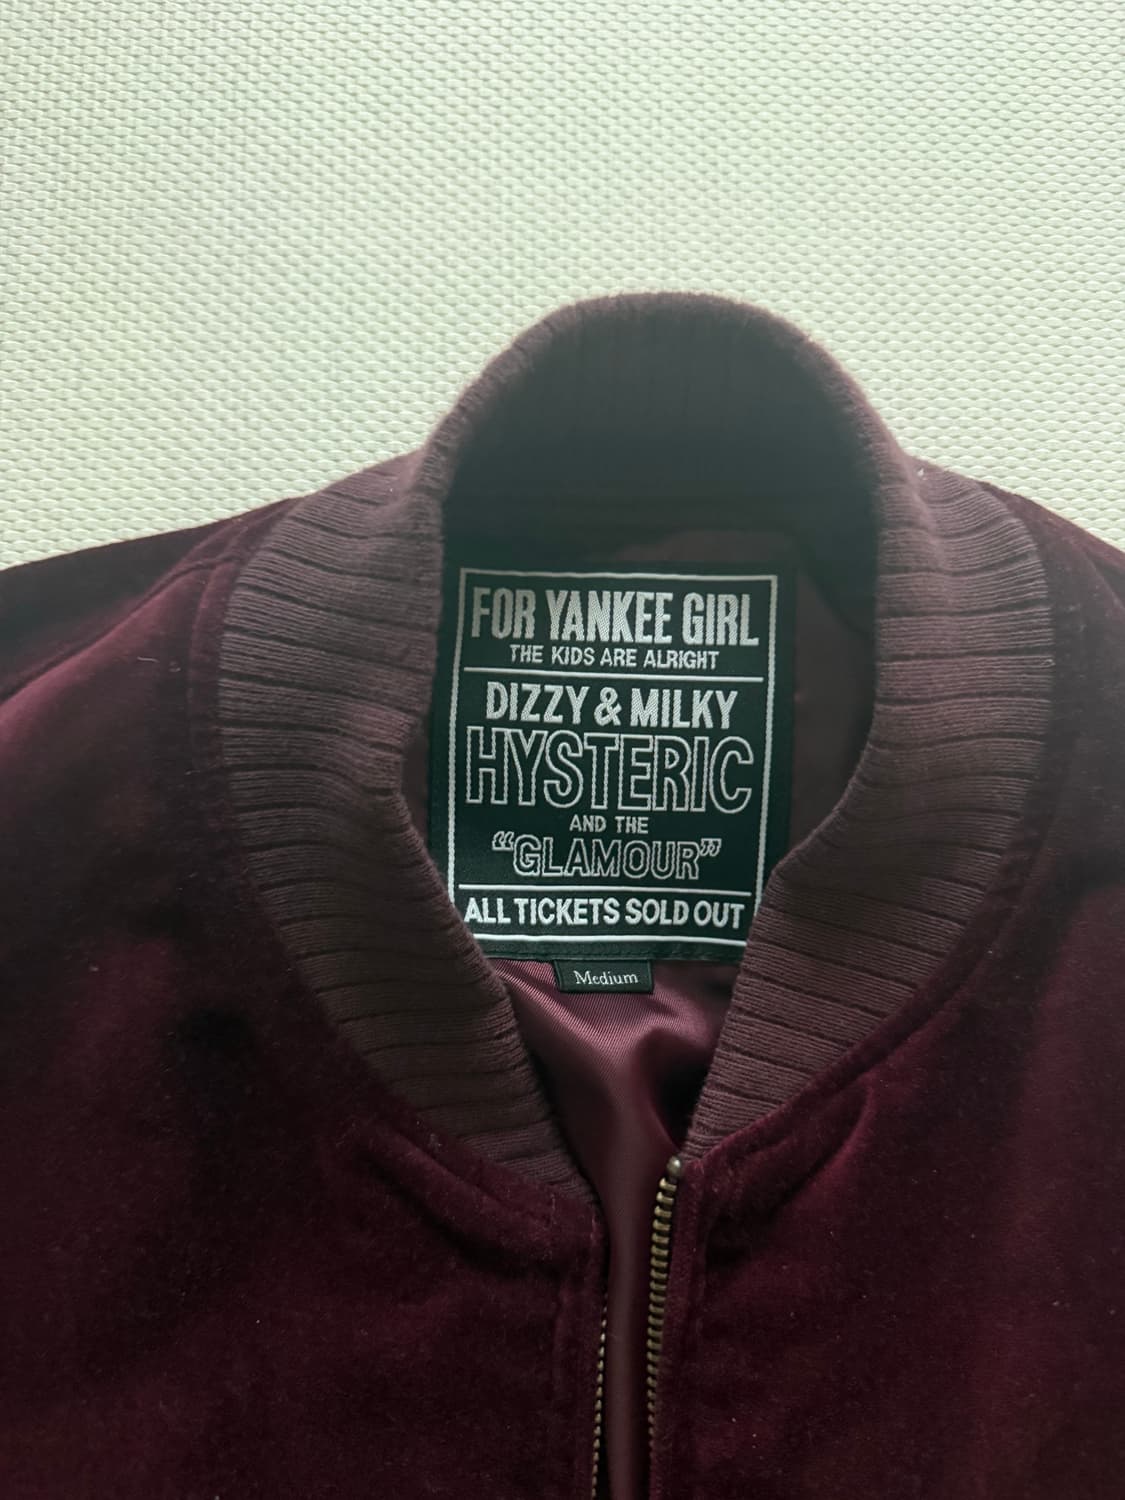 FOR YANKEE GIRL
THE KIDS ARE ALRIGHT
DIZZY & MILKY
HYSTERIC
AND THE
“GLAMOUR”
ALL TICKETS SOLD OUT
Medium